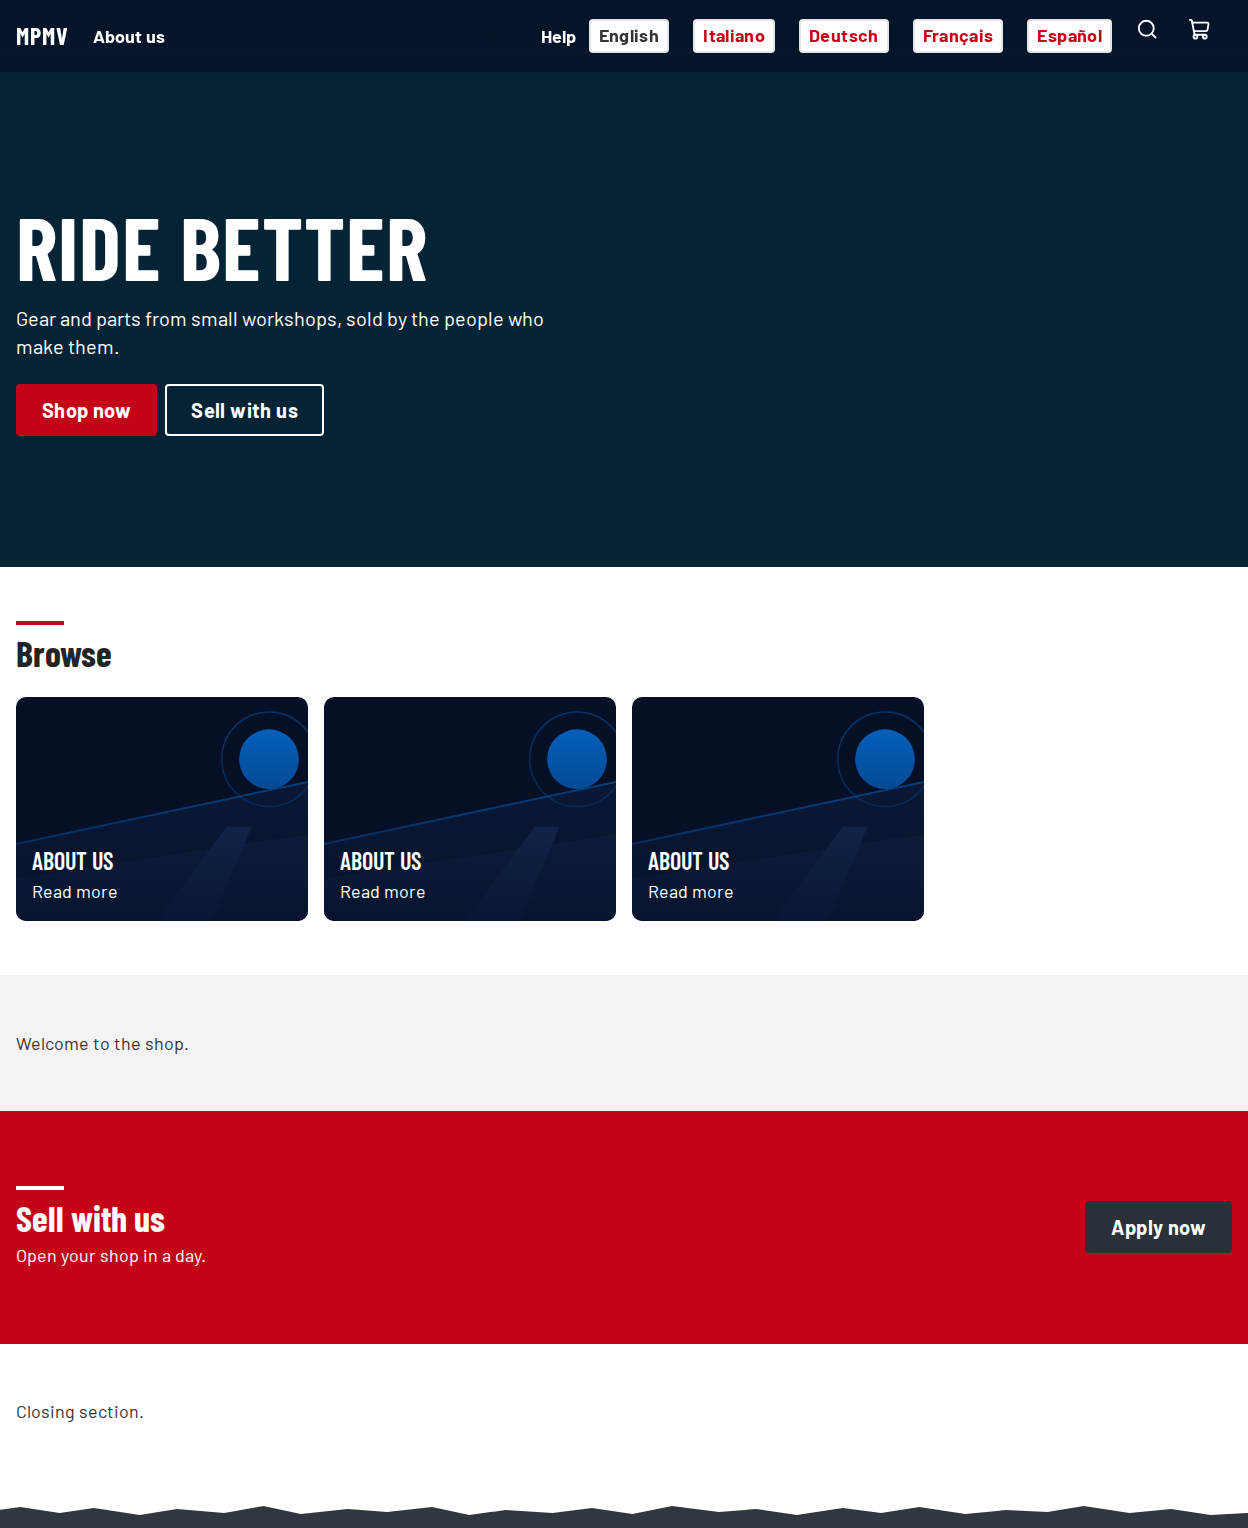 MPMV About us Help English Italiano Deutsch Français Español
RIDE BETTER
Gear and parts from small workshops, sold by the people who
make them.
Shop now Sell with us
Browse
ABOUT US ABOUT US ABOUT US
Read more Read more Read more
Welcome to the shop.
Sell with us
Open your shop in a day.
Apply now
Closing section.